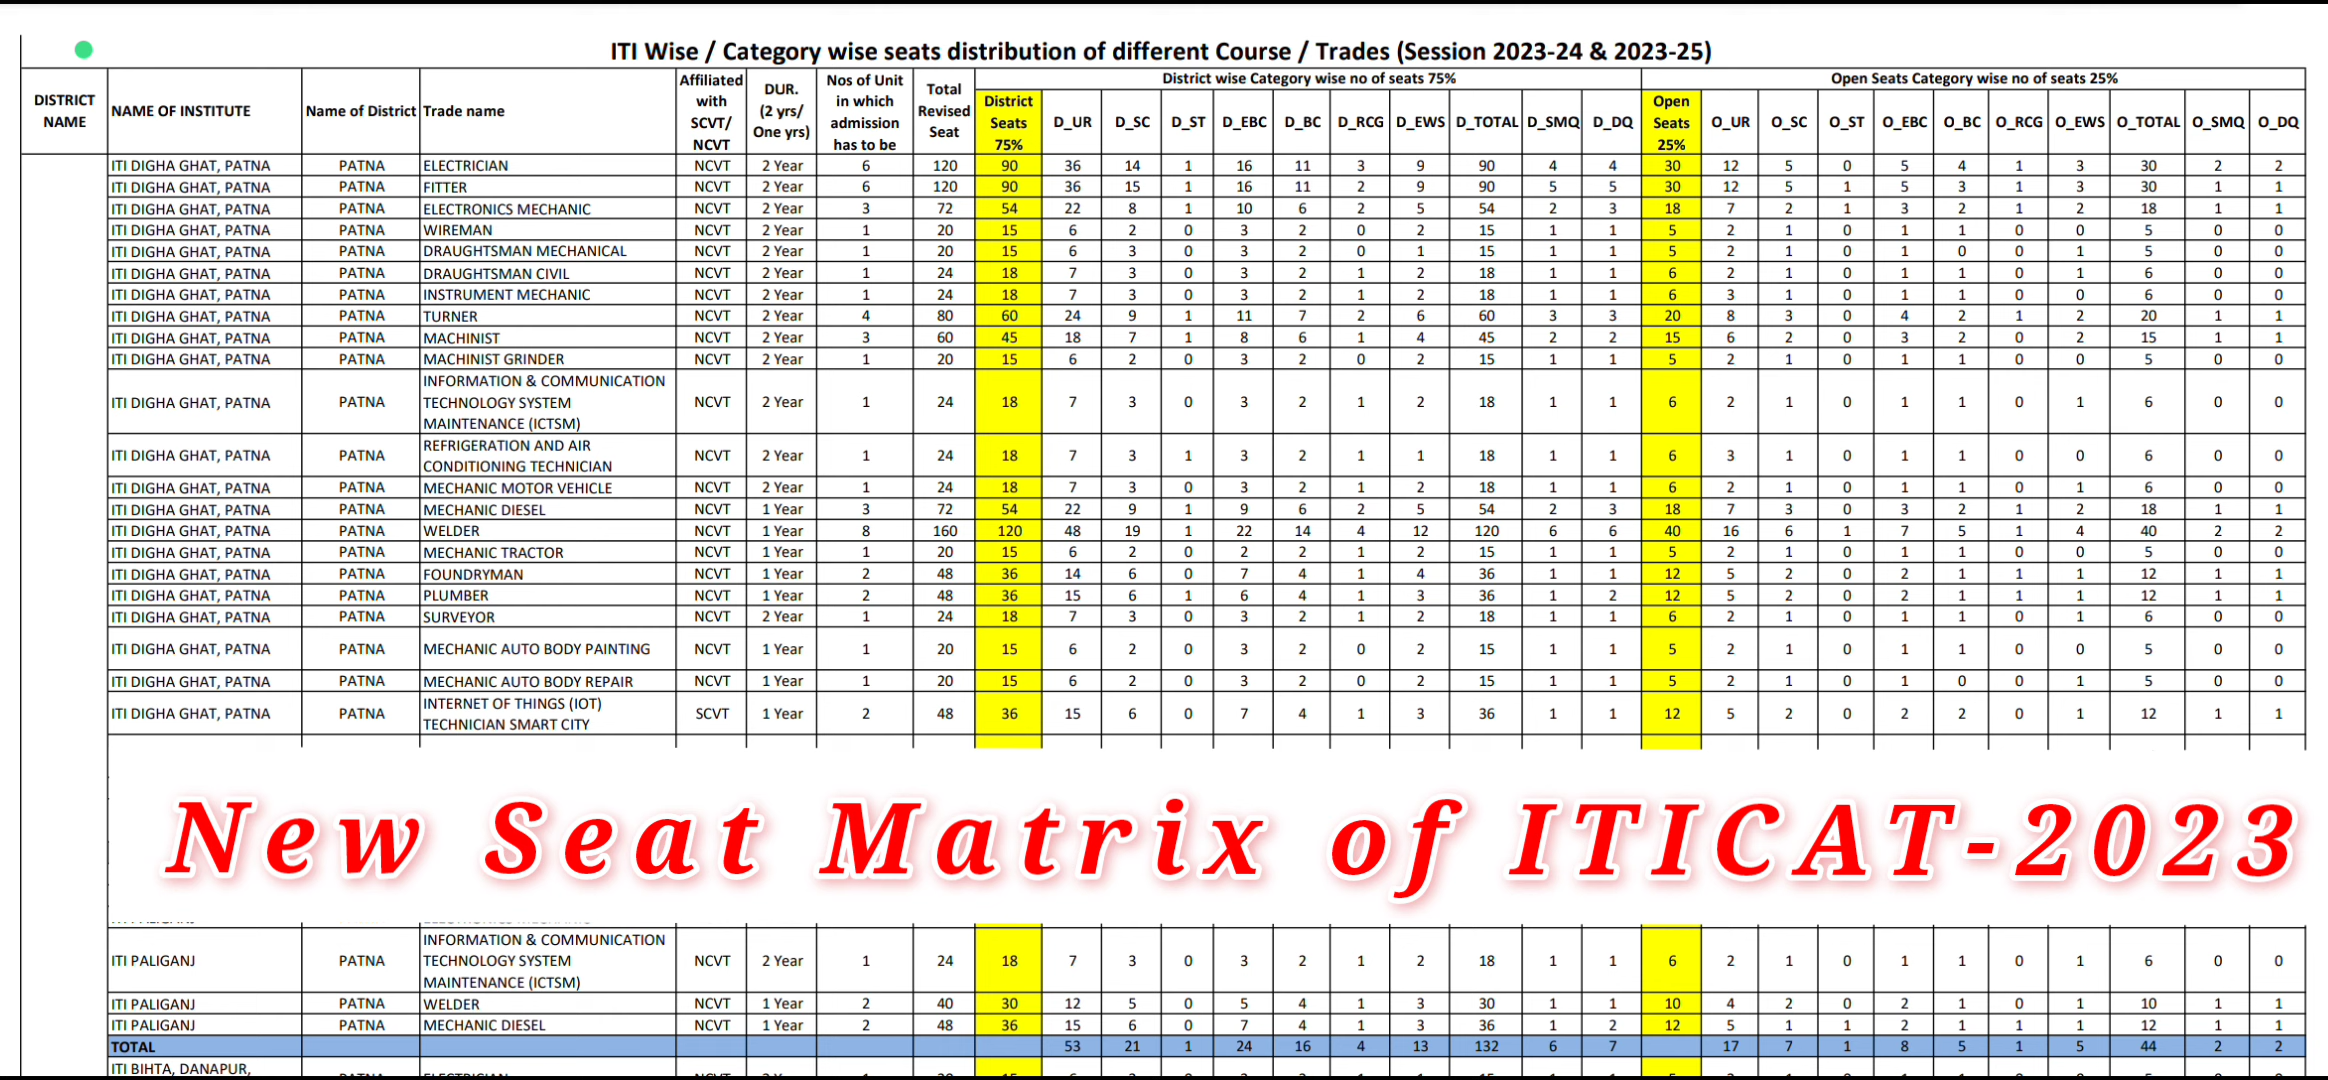 ITI Wise / Category wise seats distribution of different Course / Trades (Session 2023-24 & 2023-25)
DISTRICT NAME NAME OF INSTITUTE Name of District Trade name Affiliated with SCVT/ NCVT DUR. (2 yrs/ One yrs) Nos of Unit in which admission has to be Total Revised Seat District wise Category wise no of seats 75% Open Seats Category wise no of seats 25%
District Seats 75% D_UR D_SC D_ST D_EBC D_BC D_RCG D_EWS D_TOTAL D_SMQ D_DQ Open Seats 25% O_UR O_SC O_ST O_EBC O_BC O_RCG O_EWS O_TOTAL O_SMQ O_DQ
ITI DIGHA GHAT, PATNA PATNA ELECTRICIAN NCVT 2 Year 6 120 90 36 14 1 16 11 3 9 90 4 4 30 12 5 0 5 4 1 3 30 2 2
ITI DIGHA GHAT, PATNA PATNA FITTER NCVT 2 Year 6 120 90 36 15 1 16 11 2 9 90 5 5 30 12 5 1 5 3 1 3 30 1 1
ITI DIGHA GHAT, PATNA PATNA ELECTRONICS MECHANIC NCVT 2 Year 3 72 54 22 8 1 10 6 2 5 54 2 3 18 7 2 1 3 2 1 2 18 1 1
ITI DIGHA GHAT, PATNA PATNA WIREMAN NCVT 2 Year 1 20 15 6 2 0 3 2 0 2 15 1 1 5 2 1 0 1 1 0 0 5 0 0
ITI DIGHA GHAT, PATNA PATNA DRAUGHTSMAN MECHANICAL NCVT 2 Year 1 20 15 6 3 0 3 2 0 1 15 1 1 5 2 1 0 1 0 0 1 5 0 0
ITI DIGHA GHAT, PATNA PATNA DRAUGHTSMAN CIVIL NCVT 2 Year 1 24 18 7 3 0 3 2 1 2 18 1 1 6 2 1 0 1 1 0 1 6 0 0
ITI DIGHA GHAT, PATNA PATNA INSTRUMENT MECHANIC NCVT 2 Year 1 24 18 7 3 0 3 2 1 2 18 1 1 6 3 1 0 1 1 0 0 6 0 0
ITI DIGHA GHAT, PATNA PATNA TURNER NCVT 2 Year 4 80 60 24 9 1 11 7 2 6 60 3 3 20 8 3 0 4 2 1 2 20 1 1
ITI DIGHA GHAT, PATNA PATNA MACHINIST NCVT 2 Year 3 60 45 18 7 1 8 6 1 4 45 2 2 15 6 2 0 3 2 0 2 15 1 1
ITI DIGHA GHAT, PATNA PATNA MACHINIST GRINDER NCVT 2 Year 1 20 15 6 2 0 3 2 0 2 15 1 1 5 2 1 0 1 1 0 0 5 0 0
ITI DIGHA GHAT, PATNA PATNA INFORMATION & COMMUNICATION TECHNOLOGY SYSTEM MAINTENANCE (ICTSM) NCVT 2 Year 1 24 18 7 3 0 3 2 1 2 18 1 1 6 2 1 0 1 1 0 1 6 0 0
ITI DIGHA GHAT, PATNA PATNA REFRIGERATION AND AIR CONDITIONING TECHNICIAN NCVT 2 Year 1 24 18 7 3 1 3 2 1 1 18 1 1 6 3 1 0 1 1 0 0 6 0 0
ITI DIGHA GHAT, PATNA PATNA MECHANIC MOTOR VEHICLE NCVT 2 Year 1 24 18 7 3 0 3 2 1 2 18 1 1 6 2 1 0 1 1 0 1 6 0 0
ITI DIGHA GHAT, PATNA PATNA MECHANIC DIESEL NCVT 1 Year 3 72 54 22 9 1 9 6 2 5 54 2 3 18 7 3 0 3 2 1 2 18 1 1
ITI DIGHA GHAT, PATNA PATNA WELDER NCVT 1 Year 8 160 120 48 19 1 22 14 4 12 120 6 6 40 16 6 1 7 5 1 4 40 2 2
ITI DIGHA GHAT, PATNA PATNA MECHANIC TRACTOR NCVT 1 Year 1 20 15 6 2 0 2 2 1 2 15 1 1 5 2 1 0 1 1 0 0 5 0 0
ITI DIGHA GHAT, PATNA PATNA FOUNDRYMAN NCVT 1 Year 2 48 36 14 6 0 7 4 1 4 36 1 1 12 5 2 0 2 1 1 1 12 1 1
ITI DIGHA GHAT, PATNA PATNA PLUMBER NCVT 1 Year 2 48 36 15 6 1 6 4 1 3 36 1 2 12 5 2 0 2 1 1 1 12 1 1
ITI DIGHA GHAT, PATNA PATNA SURVEYOR NCVT 2 Year 1 24 18 7 3 0 3 2 1 2 18 1 1 6 2 1 0 1 1 0 1 6 0 0
ITI DIGHA GHAT, PATNA PATNA MECHANIC AUTO BODY PAINTING NCVT 1 Year 1 20 15 6 2 0 3 2 0 2 15 1 1 5 2 1 0 1 1 0 0 5 0 0
ITI DIGHA GHAT, PATNA PATNA MECHANIC AUTO BODY REPAIR NCVT 1 Year 1 20 15 6 2 0 3 2 0 2 15 1 1 5 2 1 0 1 0 0 1 5 0 0
ITI DIGHA GHAT, PATNA PATNA INTERNET OF THINGS (IOT) TECHNICIAN SMART CITY SCVT 1 Year 2 48 36 15 6 0 7 4 1 3 36 1 1 12 5 2 0 2 2 0 1 12 1 1
New Seat Matrix of ITICAT-2023
ITI PALIGANJ PATNA INFORMATION & COMMUNICATION TECHNOLOGY SYSTEM MAINTENANCE (ICTSM) NCVT 2 Year 1 24 18 7 3 0 3 2 1 2 18 1 1 6 2 1 0 1 1 0 1 6 0 0
ITI PALIGANJ PATNA WELDER NCVT 1 Year 2 40 30 12 5 0 5 4 1 3 30 1 1 10 4 2 0 2 1 0 1 10 1 1
ITI PALIGANJ PATNA MECHANIC DIESEL NCVT 1 Year 2 48 36 15 6 0 7 4 1 3 36 1 2 12 5 1 1 2 1 1 1 12 1 1
TOTAL 53 21 1 24 16 4 13 132 6 7 17 7 1 8 5 1 5 44 2 2
ITI BIHTA, DANAPUR,